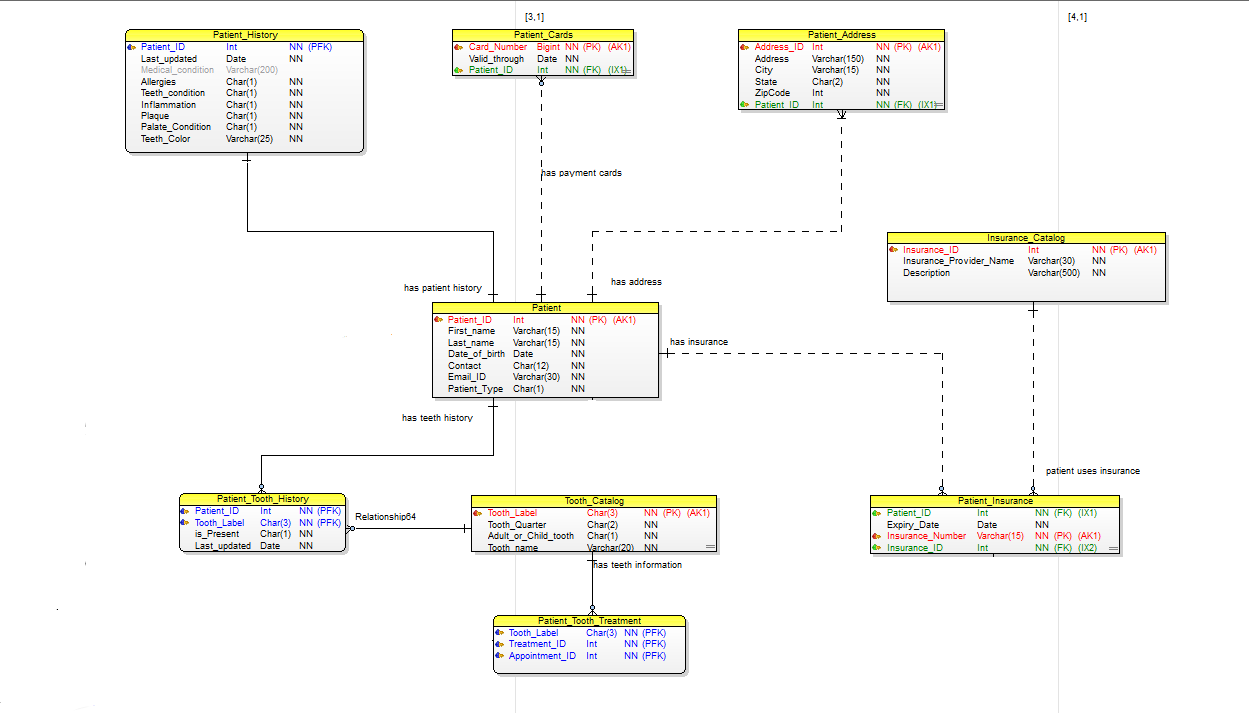 [3,1]
[4,1]
Patient_History
Patient_ID Int NN (PFK)
Last_updated Date NN
Medical_condition Varchar(200)
Allergies Char(1) NN
Teeth_condition Char(1) NN
Inflammation Char(1) NN
Plaque Char(1) NN
Palate_Condition Char(1) NN
Teeth_Color Varchar(25) NN
Patient_Cards
Card_Number Bigint NN (PK) (AK1)
Valid_through Date NN
Patient_ID Int NN (FK) (IX1)
Patient_Address
Address_ID Int NN (PK) (AK1)
Address Varchar(150) NN
City Varchar(15) NN
State Char(2) NN
ZipCode Int NN
Patient_ID Int NN (FK) (IX1)
has payment cards
Insurance_Catalog
Insurance_ID Int NN (PK) (AK1)
Insurance_Provider_Name Varchar(30) NN
Description Varchar(500) NN
has patient history
has address
Patient
Patient_ID Int NN (PK) (AK1)
First_name Varchar(15) NN
Last_name Varchar(15) NN
Date_of_birth Date NN
Contact Char(12) NN
Email_ID Varchar(30) NN
Patient_Type Char(1) NN
has insurance
has teeth history
patient uses insurance
Patient_Tooth_History
Patient_ID Int NN (PFK)
Tooth_Label Char(3) NN (PFK)
is_Present Char(1) NN
Last_updated Date NN
Relationship64
Tooth_Catalog
Tooth_Label Char(3) NN (PK) (AK1)
Tooth_Quarter Char(2) NN
Adult_or_Child_tooth Char(1) NN
Tooth_name Varchar(20) NN
Patient_Insurance
Patient_ID Int NN (FK) (IX1)
Expiry_Date Date NN
Insurance_Number Varchar(15) NN (PK) (AK1)
Insurance_ID Int NN (FK) (IX2)
has teeth information
Patient_Tooth_Treatment
Tooth_Label Char(3) NN (PFK)
Treatment_ID Int NN (PFK)
Appointment_ID Int NN (PFK)